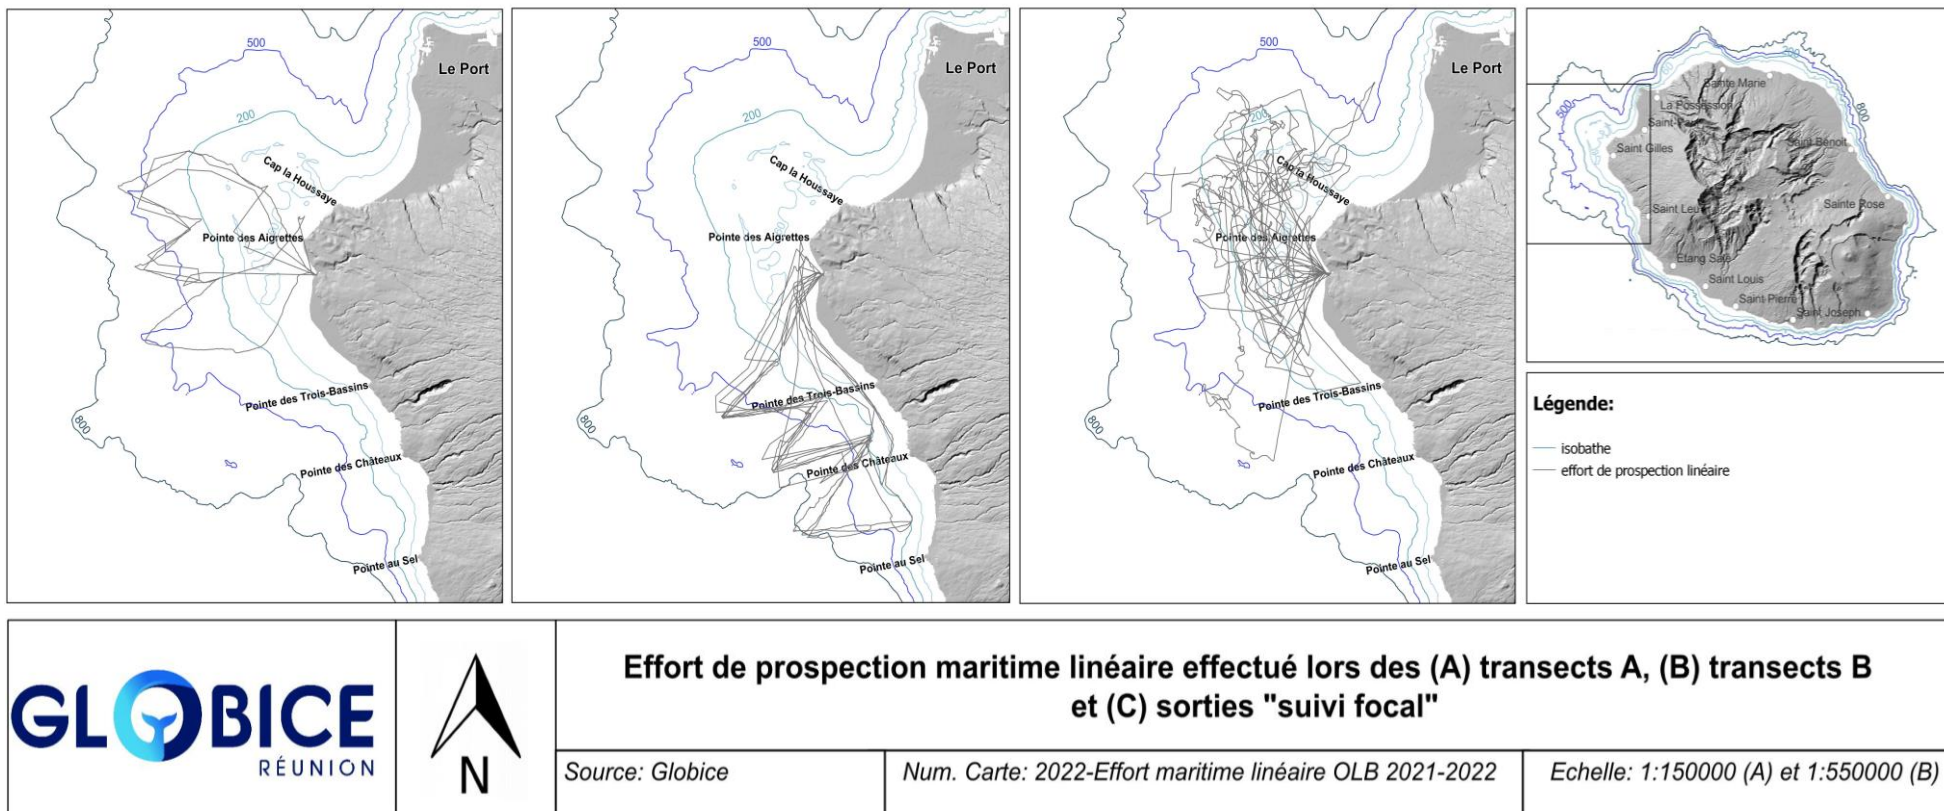 500
Le Port
200
Cap la Houssaye
Pointe des Aigrettes
Pointe des Trois-Bassins
800
Pointe des Châteaux
Pointe au Sel
500
Le Port
200
Cap la Houssaye
Pointe des Aigrettes
Pointe des Trois-Bassins
800
Pointe des Châteaux
Pointe au Sel
500
Le Port
200
Cap la Houssaye
Pointe des Aigrettes
Pointe des Trois-Bassins
800
Pointe des Châteaux
Pointe au Sel
200
Sainte Marie
La Possession
500
800
Saint Benoit
Saint Gilles
Saint Leu
Sainte Rose
Etang Salé
Saint Louis
Saint Pierre
Saint Joseph
Légende:
isobathe
effort de prospection linéaire
GLOBICE
RÉUNION
N
Effort de prospection maritime linéaire effectué lors des (A) transects A, (B) transects B
et (C) sorties "suivi focal"
Source: Globice
Num. Carte: 2022-Effort maritime linéaire OLB 2021-2022
Echelle: 1:150000 (A) et 1:550000 (B)